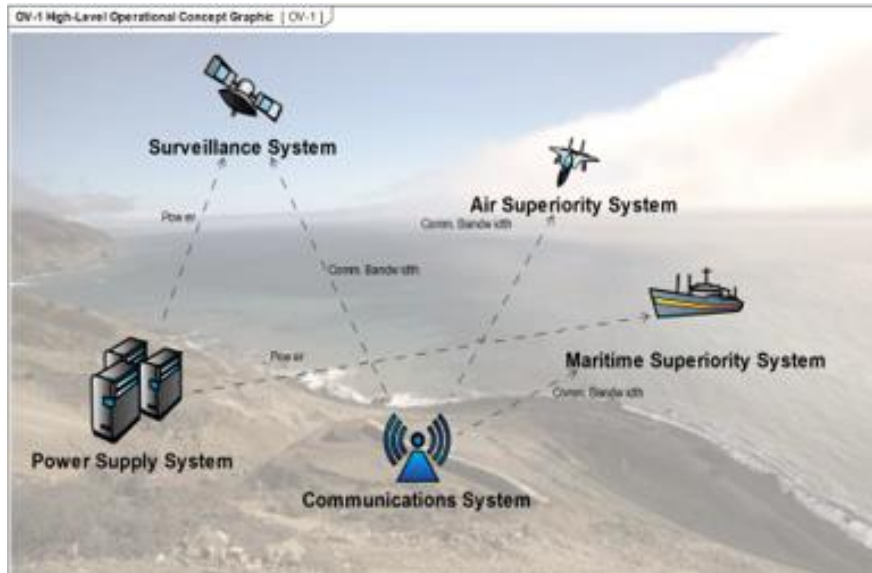 OV-1 High-Level Operational Concept Graphic [ OV-1 ]
Surveillance System
Air Superiority System
Power
Comm. Bandwidth
Comm. Bandwidth
Power
Maritime Superiority System
Comm. Bandwidth
Power Supply System
Communications System